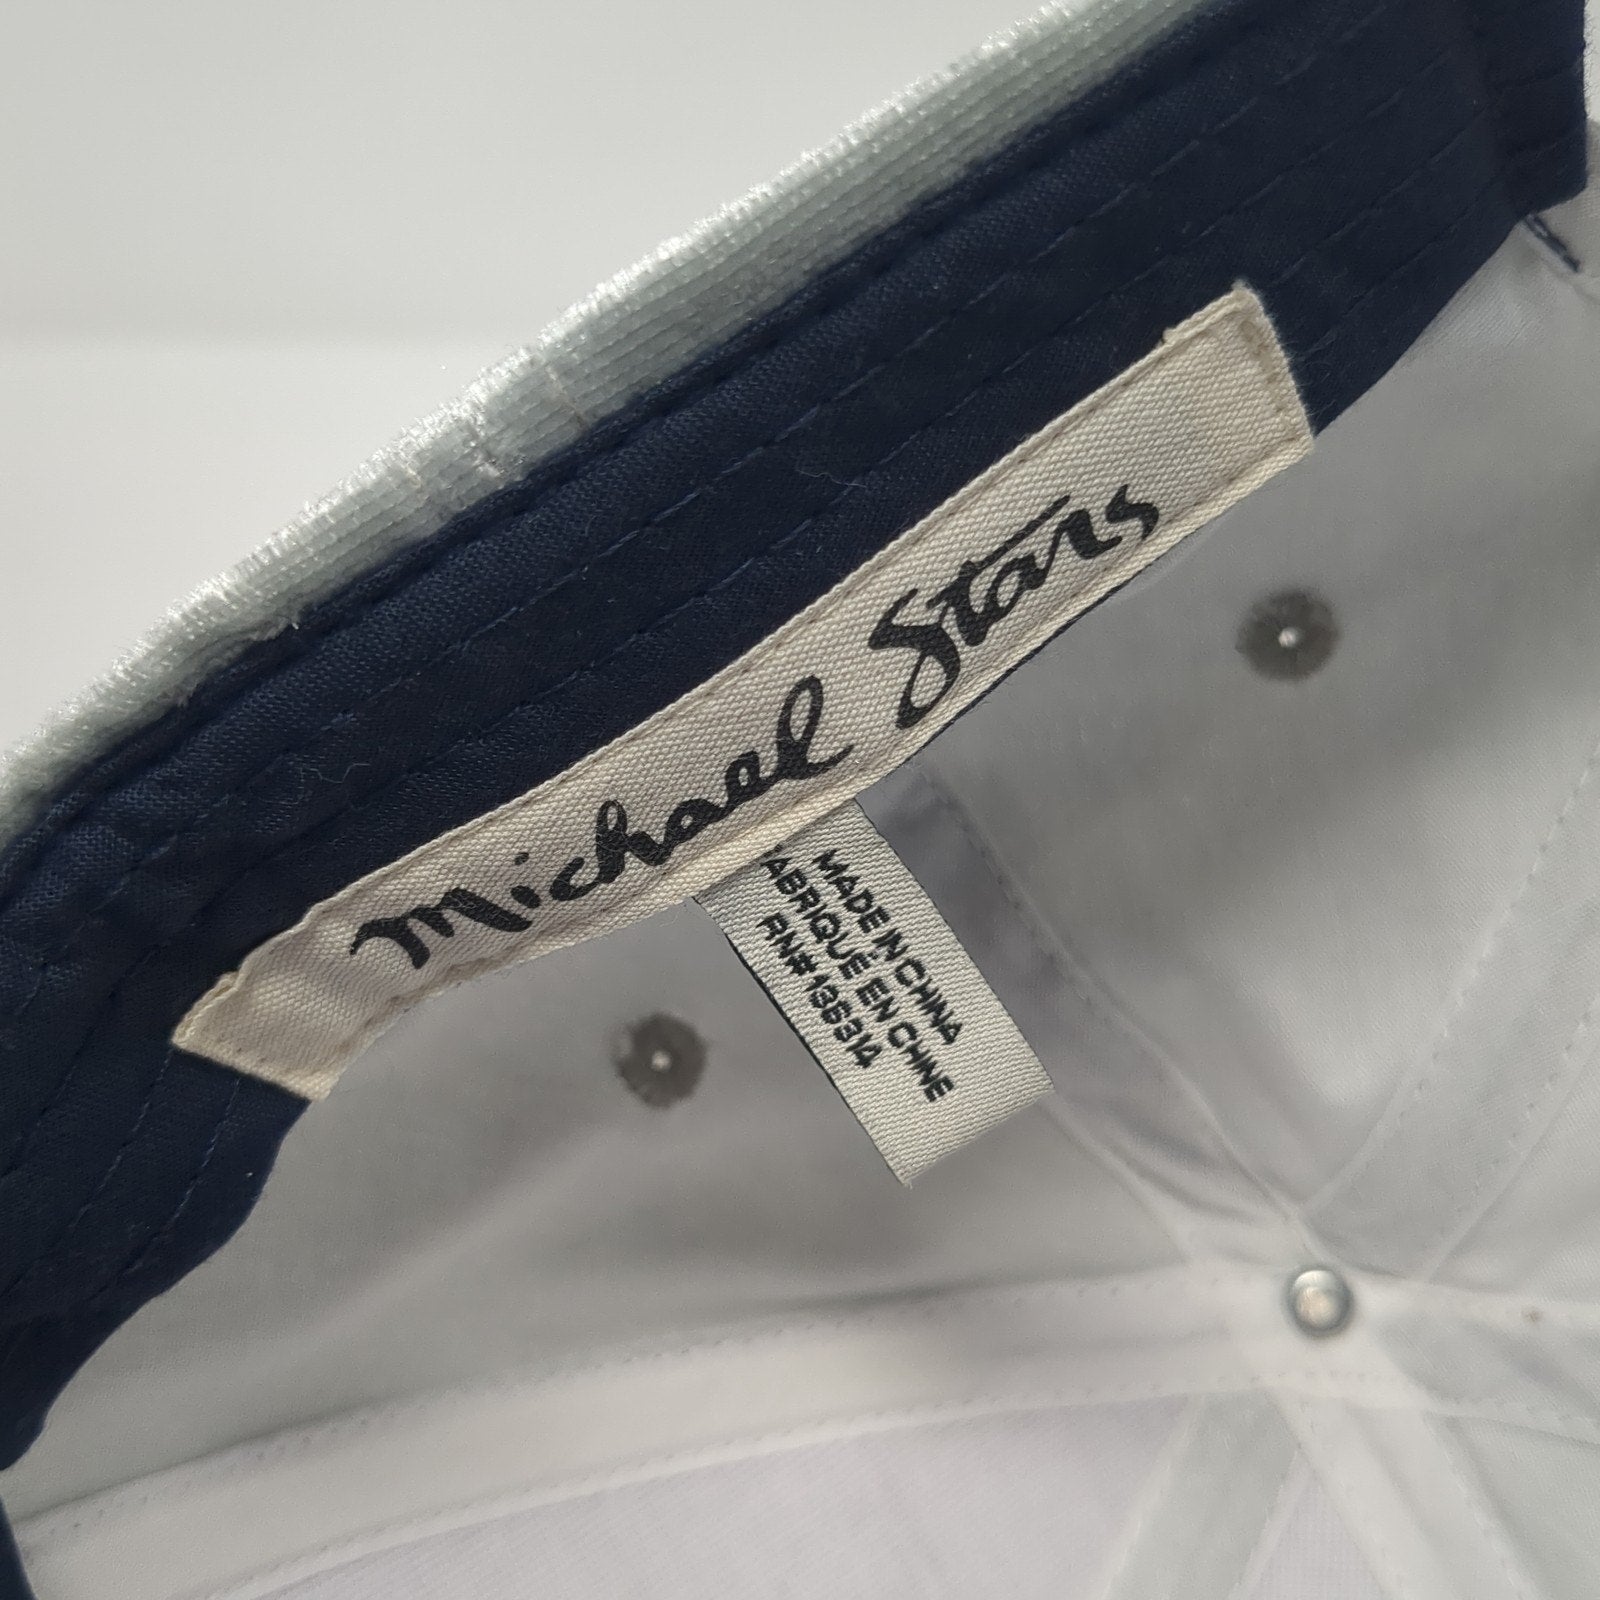 Michael Stars
MADE IN CHINA
FABRIQUÉ EN CHINE
RN# 136314